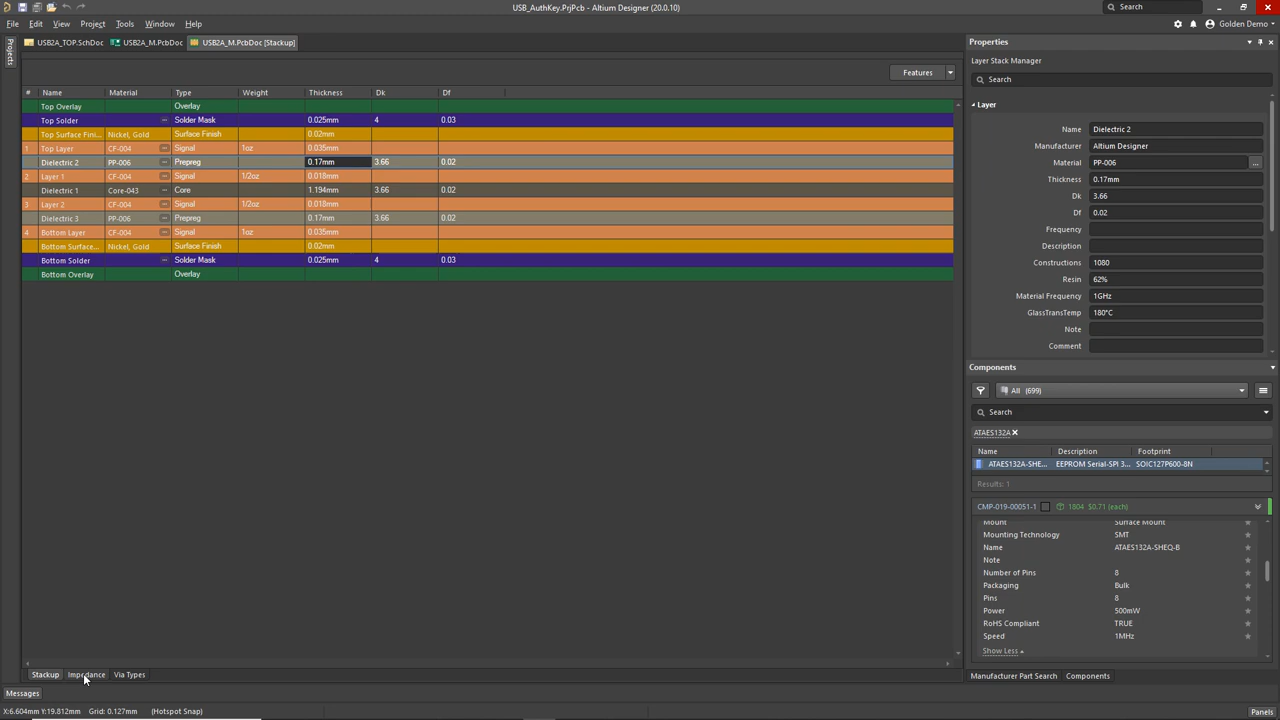 USB_AuthKey.PrjPcb - Altium Designer (20.0.10)
Search
File Edit View Project Tools Window Help
Golden Demo
Projects
USB2A_TOP.SchDoc USB2A_M.PcbDoc USB2A_M.PcbDoc [Stackup]
Features
# Name Material Type Weight Thickness Dk Df
Top Overlay Overlay
Top Solder Solder Mask 0.025mm 4 0.03
Top Surface Fini... Nickel, Gold Surface Finish 0.02mm
1 Top Layer CF-004 Signal 1oz 0.035mm
Dielectric 2 PP-006 Prepreg 0.17mm 3.66 0.02
2 Layer 1 CF-004 Signal 1/2oz 0.018mm
Dielectric 1 Core-043 Core 1.194mm 3.66 0.02
3 Layer 2 CF-004 Signal 1/2oz 0.018mm
Dielectric 3 PP-006 Prepreg 0.17mm 3.66 0.02
4 Bottom Layer CF-004 Signal 1oz 0.035mm
Bottom Surface... Nickel, Gold Surface Finish 0.02mm
Bottom Solder Solder Mask 0.025mm 4 0.03
Bottom Overlay Overlay
Stackup Impedance Via Types
Messages
X:6.604mm Y:19.812mm Grid: 0.127mm (Hotspot Snap)
Properties
Layer Stack Manager
Search
Layer
Name Dielectric 2
Manufacturer Altium Designer
Material PP-006 ...
Thickness 0.17mm
Dk 3.66
Df 0.02
Frequency
Description
Constructions 1080
Resin 62%
Material Frequency 1GHz
GlassTransTemp 180°C
Note
Comment
Components
All (699)
Search
ATAES132A
Name Description Footprint
ATAES132A-SHE... EEPROM Serial-SPI 3... SOIC127P600-8N
Results: 1
CMP-019-00051-1 1804 $0.71 (each)
Mount Surface Mount
Mounting Technology SMT
Name ATAES132A-SHEQ-B
Note
Number of Pins 8
Packaging Bulk
Pins 8
Power 500mW
RoHS Compliant TRUE
Speed 1MHz
Show Less
Manufacturer Part Search Components
Panels